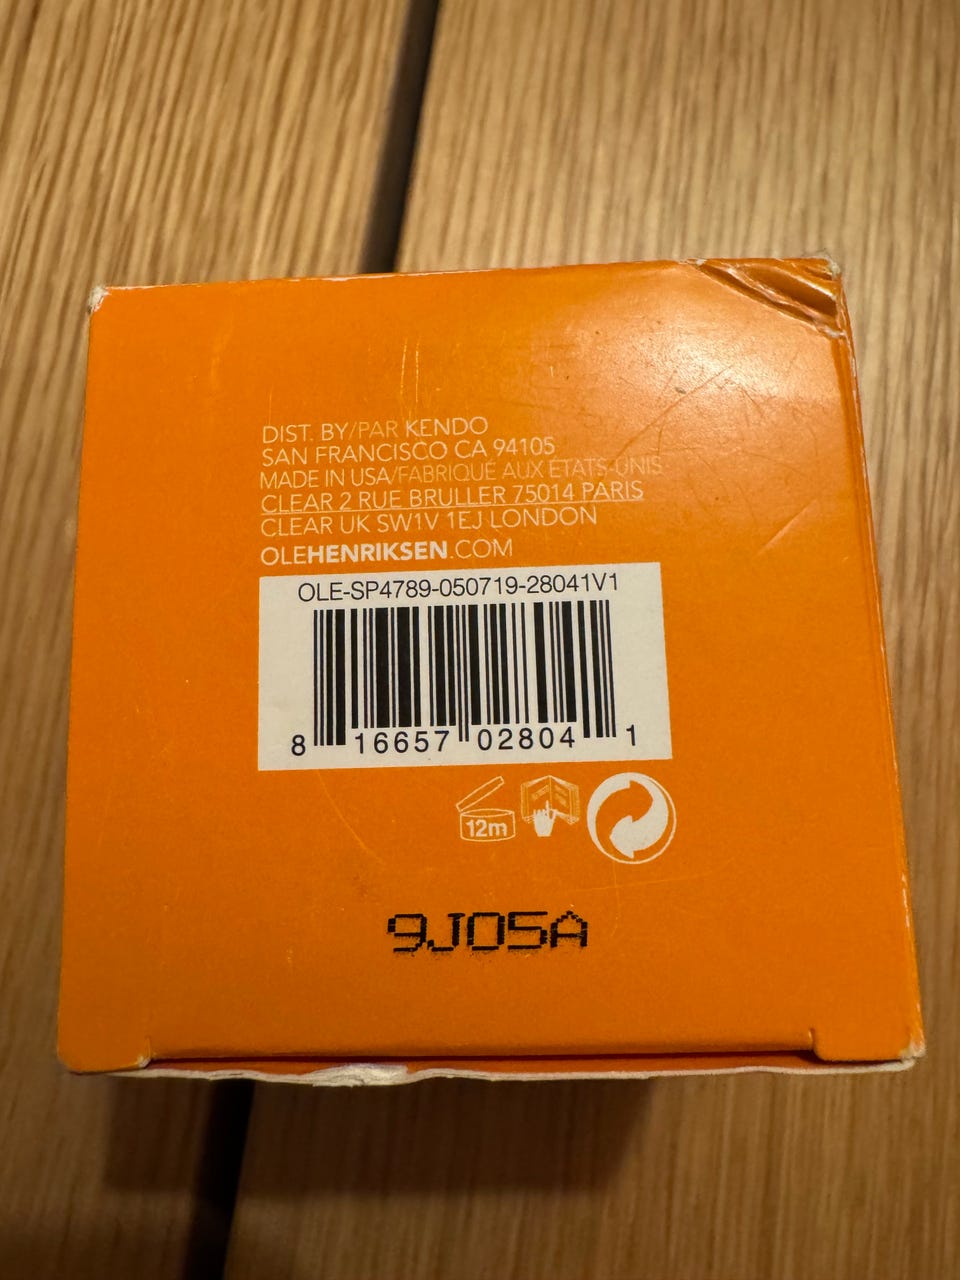 DIST. BY/PAR KENDO
SAN FRANCISCO CA 94105
MADE IN USA/FABRIQUÉ AUX ÉTATS-UNIS
CLEAR 2 RUE BRULLER 75014 PARIS
CLEAR UK SW1V 1EJ LONDON
OLEHENRIKSEN.COM
OLE-SP4789-050719-28041V1
8 16657 02804 1
12m
9J05A